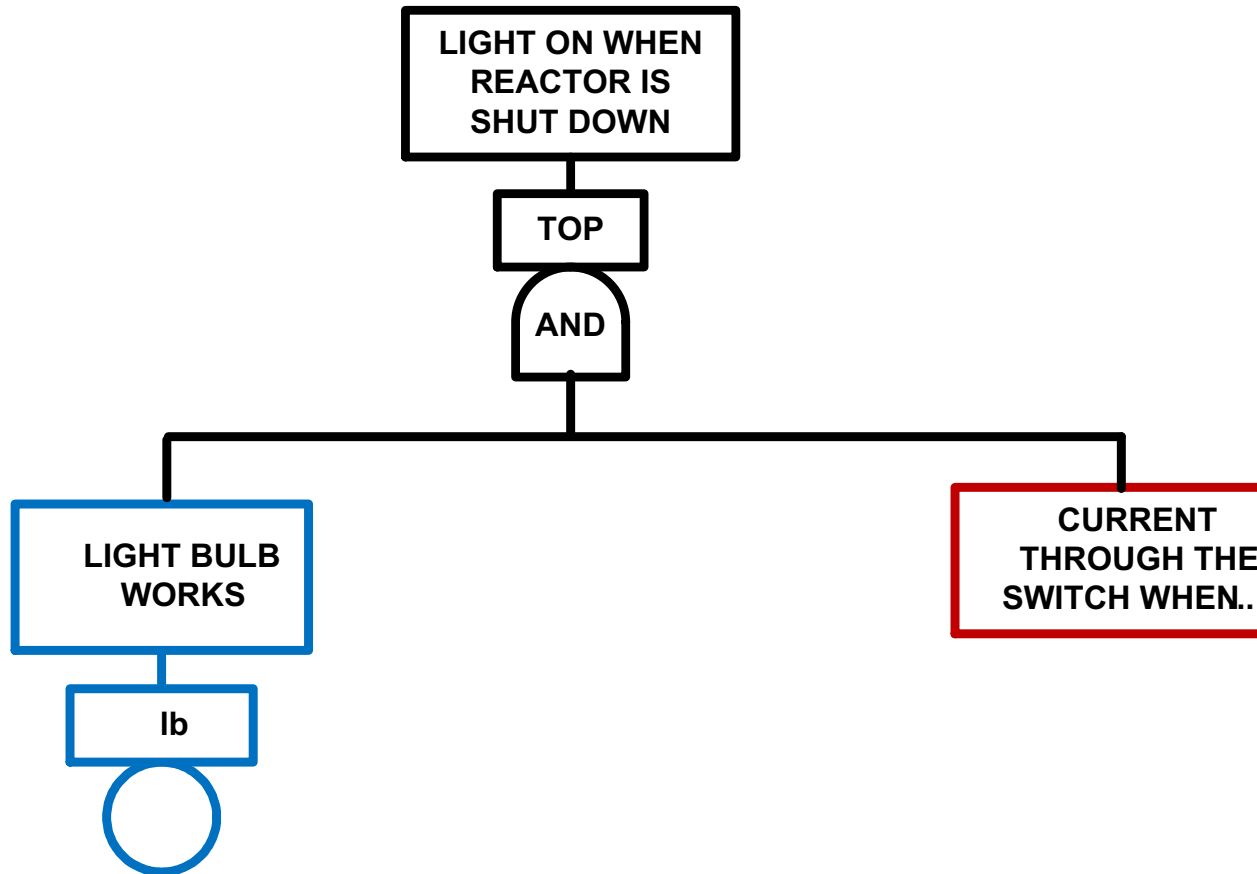 LIGHT ON WHEN
REACTOR IS
SHUT DOWN
TOP
AND
LIGHT BULB
WORKS
lb
CURRENT
THROUGH THE
SWITCH WHEN..